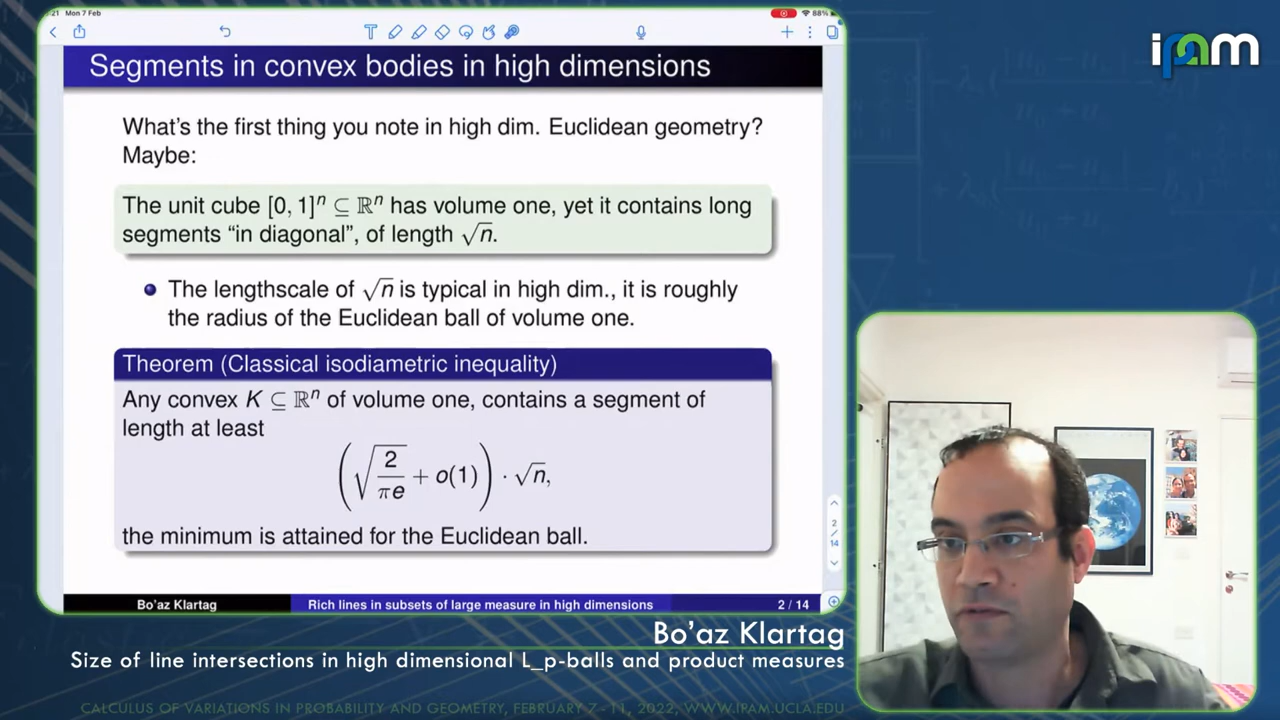 :21 Mon 7 Feb
88%
ipam
Segments in convex bodies in high dimensions
What's the first thing you note in high dim. Euclidean geometry?
Maybe:
The unit cube [0, 1]ⁿ ⊆ ℝⁿ has volume one, yet it contains long
segments “in diagonal”, of length √n.
The lengthscale of √n is typical in high dim., it is roughly
the radius of the Euclidean ball of volume one.
Theorem (Classical isodiametric inequality)
Any convex K ⊆ ℝⁿ of volume one, contains a segment of
length at least
(√(2/πe) + o(1)) · √n,
the minimum is attained for the Euclidean ball.
2
/
14
Bo'az Klartag
Rich lines in subsets of large measure in high dimensions
2 / 14
Bo'az Klartag
Size of line intersections in high dimensional L_p-balls and product measures
CALCULUS OF VARIATIONS IN PROBABILITY AND GEOMETRY, FEBRUARY 7 - 11, 2022, WWW.IPAM.UCLA.EDU